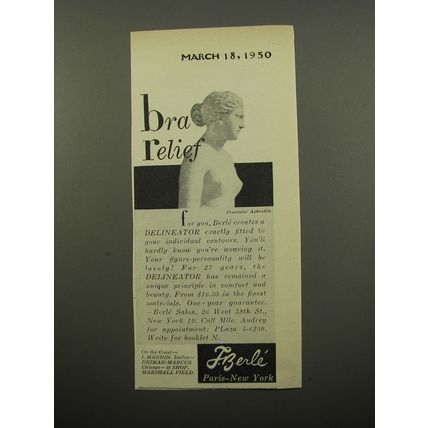 MARCH 18, 1950
bra
relief
Praxiteles' Aphrodite
for you, Berlé creates a
DELINEATOR exactly fitted to
your individual contours. You'll
hardly know you're wearing it.
Your figure-personality will be
lovely! For 27 years, the
DELINEATOR has remained a
unique principle in comfort and
beauty. From $16.50 in the finest
materials. One-year guarantee.
—Berlé Salon, 26 West 58th St.,
New York 19. Call Mlle. Audrey
for appointment: PLaza 5-6250.
Write for booklet N.
On the Coast—
I. MAGNIN, Dallas—
NEIMAN-MARCUS
Chicago—28 SHOP,
MARSHALL FIELD.
J. Berlé
Paris-New York